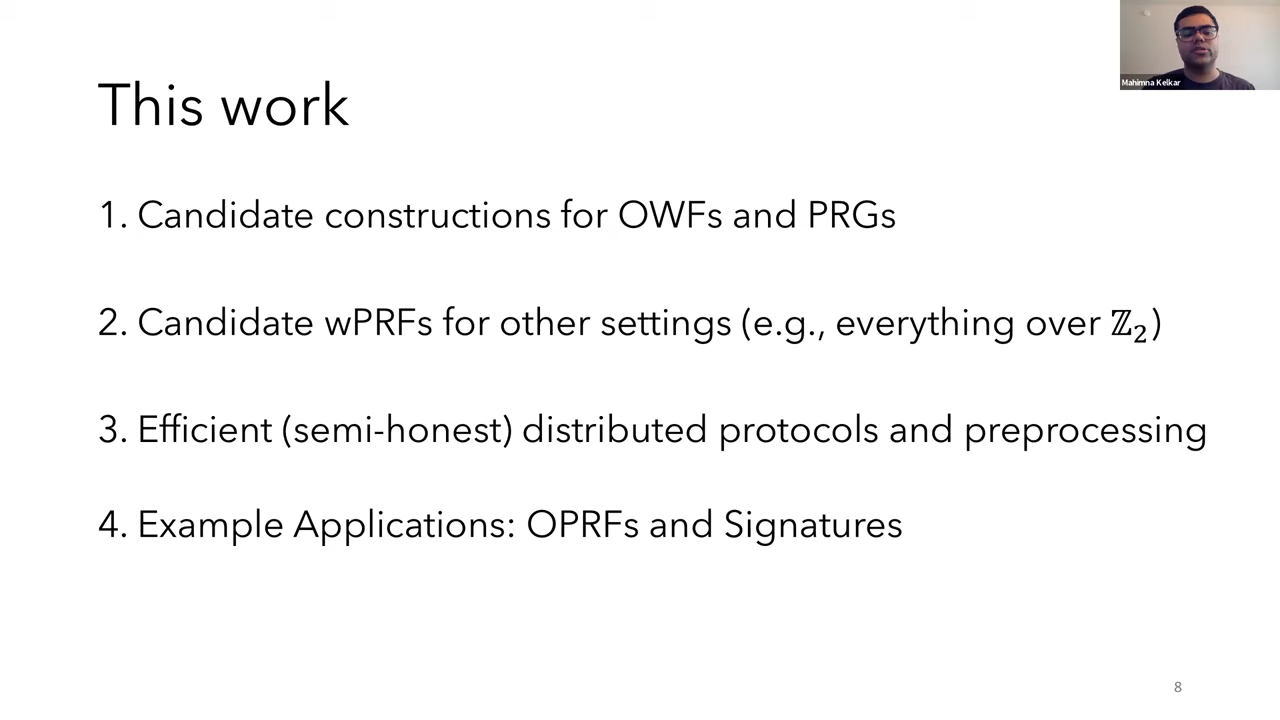 Mahimna Kelkar
This work
1. Candidate constructions for OWFs and PRGs
2. Candidate wPRFs for other settings (e.g., everything over ℤ₂)
3. Efficient (semi-honest) distributed protocols and preprocessing
4. Example Applications: OPRFs and Signatures
8